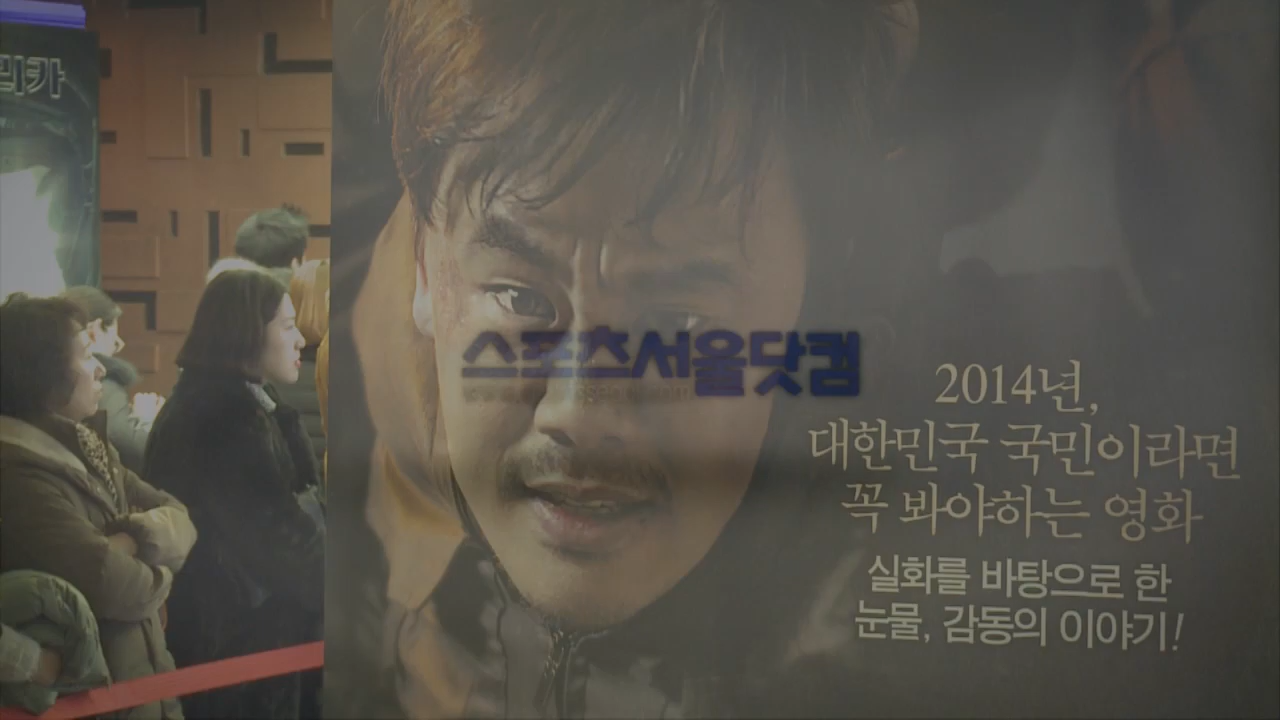 리카
스포츠서울닷컴
2014년,
대한민국 국민이라면
꼭 봐야하는 영화
실화를 바탕으로 한
눈물, 감동의 이야기!